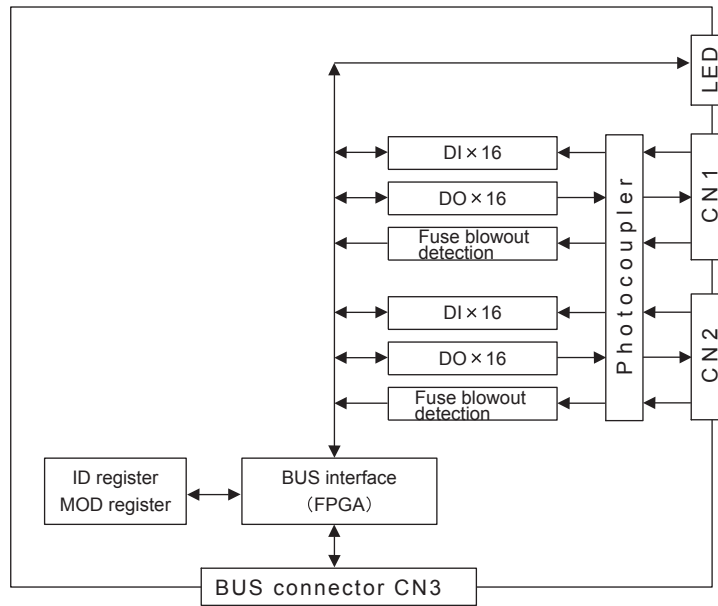 LED
DI×16
DO×16
Fuse blowout
detection
CN1
Photocoupler
DI×16
DO×16
Fuse blowout
detection
CN2
ID register
MOD register
BUS interface
（FPGA）
BUS connector CN3